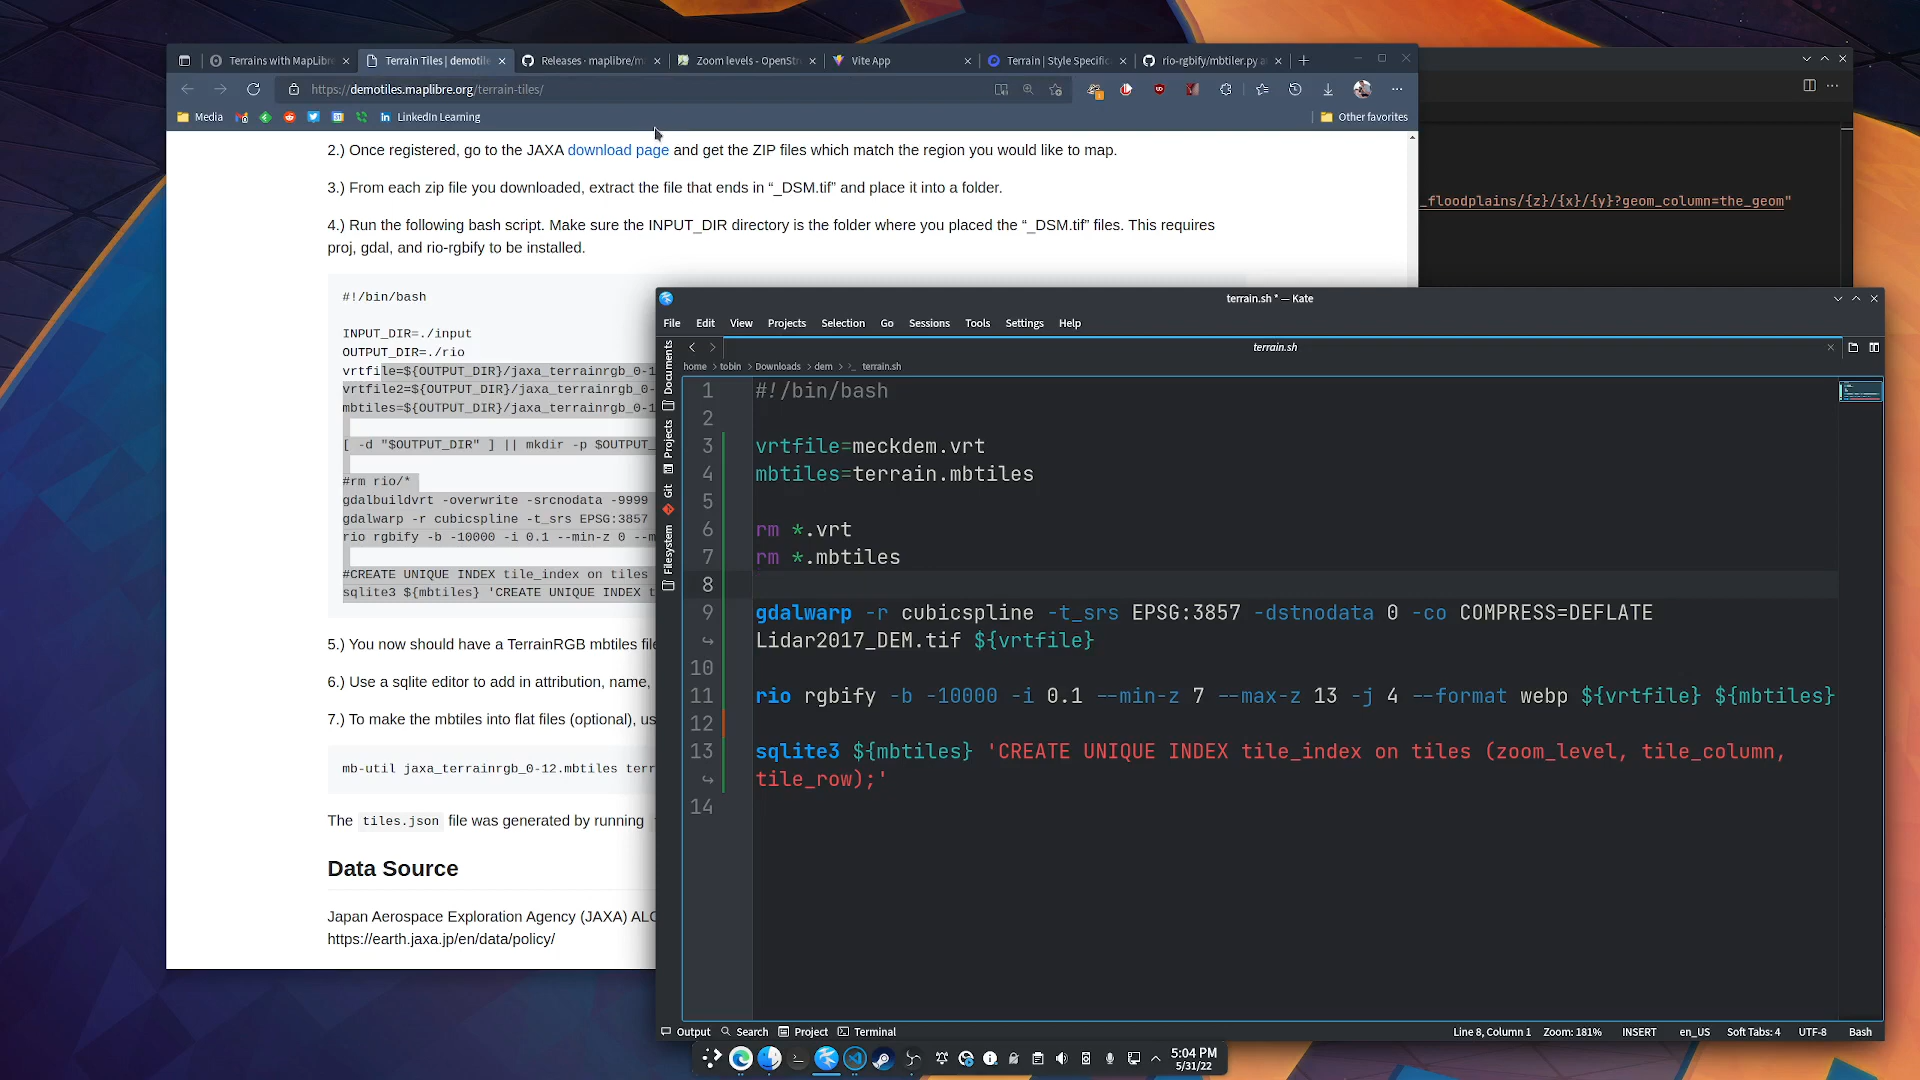 Terrains with MapLibre
Terrain Tiles | demotile
Releases · maplibre/m
Zoom levels - OpenStr
Vite App
Terrain | Style Specific
rio-rgbify/mbtiler.py a
https://demotiles.maplibre.org/terrain-tiles/
Media
LinkedIn Learning
Other favorites
2.) Once registered, go to the JAXA download page and get the ZIP files which match the region you would like to map.
3.) From each zip file you downloaded, extract the file that ends in “_DSM.tif” and place it into a folder.
4.) Run the following bash script. Make sure the INPUT_DIR directory is the folder where you placed the “_DSM.tif” files. This requires
proj, gdal, and rio-rgbify to be installed.
#!/bin/bash
INPUT_DIR=./input
OUTPUT_DIR=./rio
vrtfile=${OUTPUT_DIR}/jaxa_terrainrgb_0-1
vrtfile2=${OUTPUT_DIR}/jaxa_terrainrgb_0-
mbtiles=${OUTPUT_DIR}/jaxa_terrainrgb_0-1
[ -d "$OUTPUT_DIR" ] || mkdir -p $OUTPUT_
#rm rio/*
gdalbuildvrt -overwrite -srcnodata -9999
gdalwarp -r cubicspline -t_srs EPSG:3857
rio rgbify -b -10000 -i 0.1 --min-z 0 --m
#CREATE UNIQUE INDEX tile_index on tiles
sqlite3 ${mbtiles} 'CREATE UNIQUE INDEX t
5.) You now should have a TerrainRGB mbtiles file
6.) Use a sqlite editor to add in attribution, name,
7.) To make the mbtiles into flat files (optional), us
mb-util jaxa_terrainrgb_0-12.mbtiles terr
The tiles.json file was generated by running
Data Source
Japan Aerospace Exploration Agency (JAXA) ALO
https://earth.jaxa.jp/en/data/policy/
_floodplains/{z}/{x}/{y}?geom_column=the_geom"
terrain.sh * — Kate
File Edit View Projects Selection Go Sessions Tools Settings Help
terrain.sh
home > tobin > Downloads > dem > terrain.sh
Documents
Projects
Git
Filesystem
1 #!/bin/bash
2
3 vrtfile=meckdem.vrt
4 mbtiles=terrain.mbtiles
5
6 rm *.vrt
7 rm *.mbtiles
8
9 gdalwarp -r cubicspline -t_srs EPSG:3857 -dstnodata 0 -co COMPRESS=DEFLATE
Lidar2017_DEM.tif ${vrtfile}
10
11 rio rgbify -b -10000 -i 0.1 --min-z 7 --max-z 13 -j 4 --format webp ${vrtfile} ${mbtiles}
12
13 sqlite3 ${mbtiles} 'CREATE UNIQUE INDEX tile_index on tiles (zoom_level, tile_column,
tile_row);'
14
Output Search Project Terminal
Line 8, Column 1 Zoom: 181% INSERT en_US Soft Tabs: 4 UTF-8 Bash
5:04 PM
5/31/22